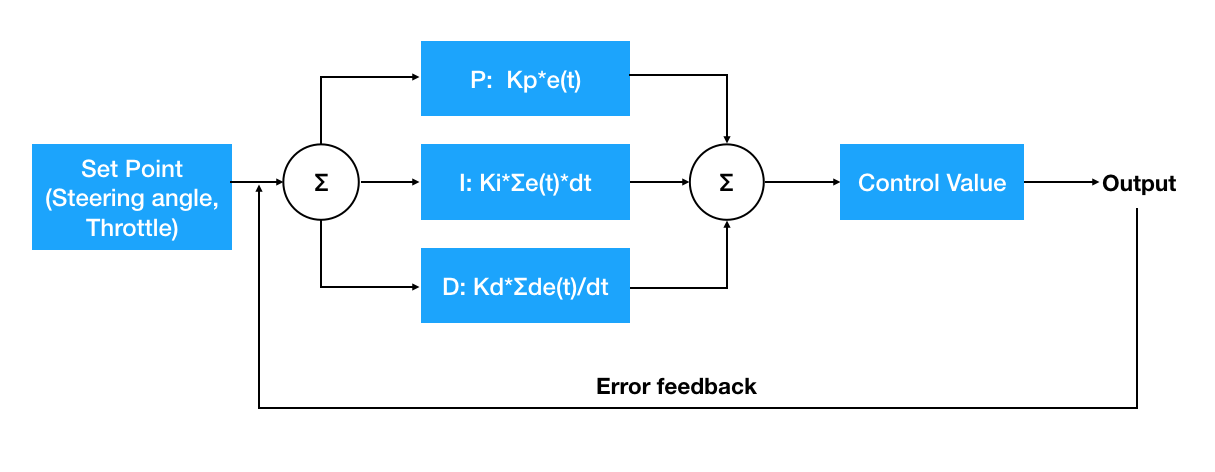 P:  Kp*e(t)
Set Point
(Steering angle,
Throttle)
Σ
I: Ki*Σe(t)*dt
Σ
Control Value
Output
D: Kd*Σde(t)/dt
Error feedback